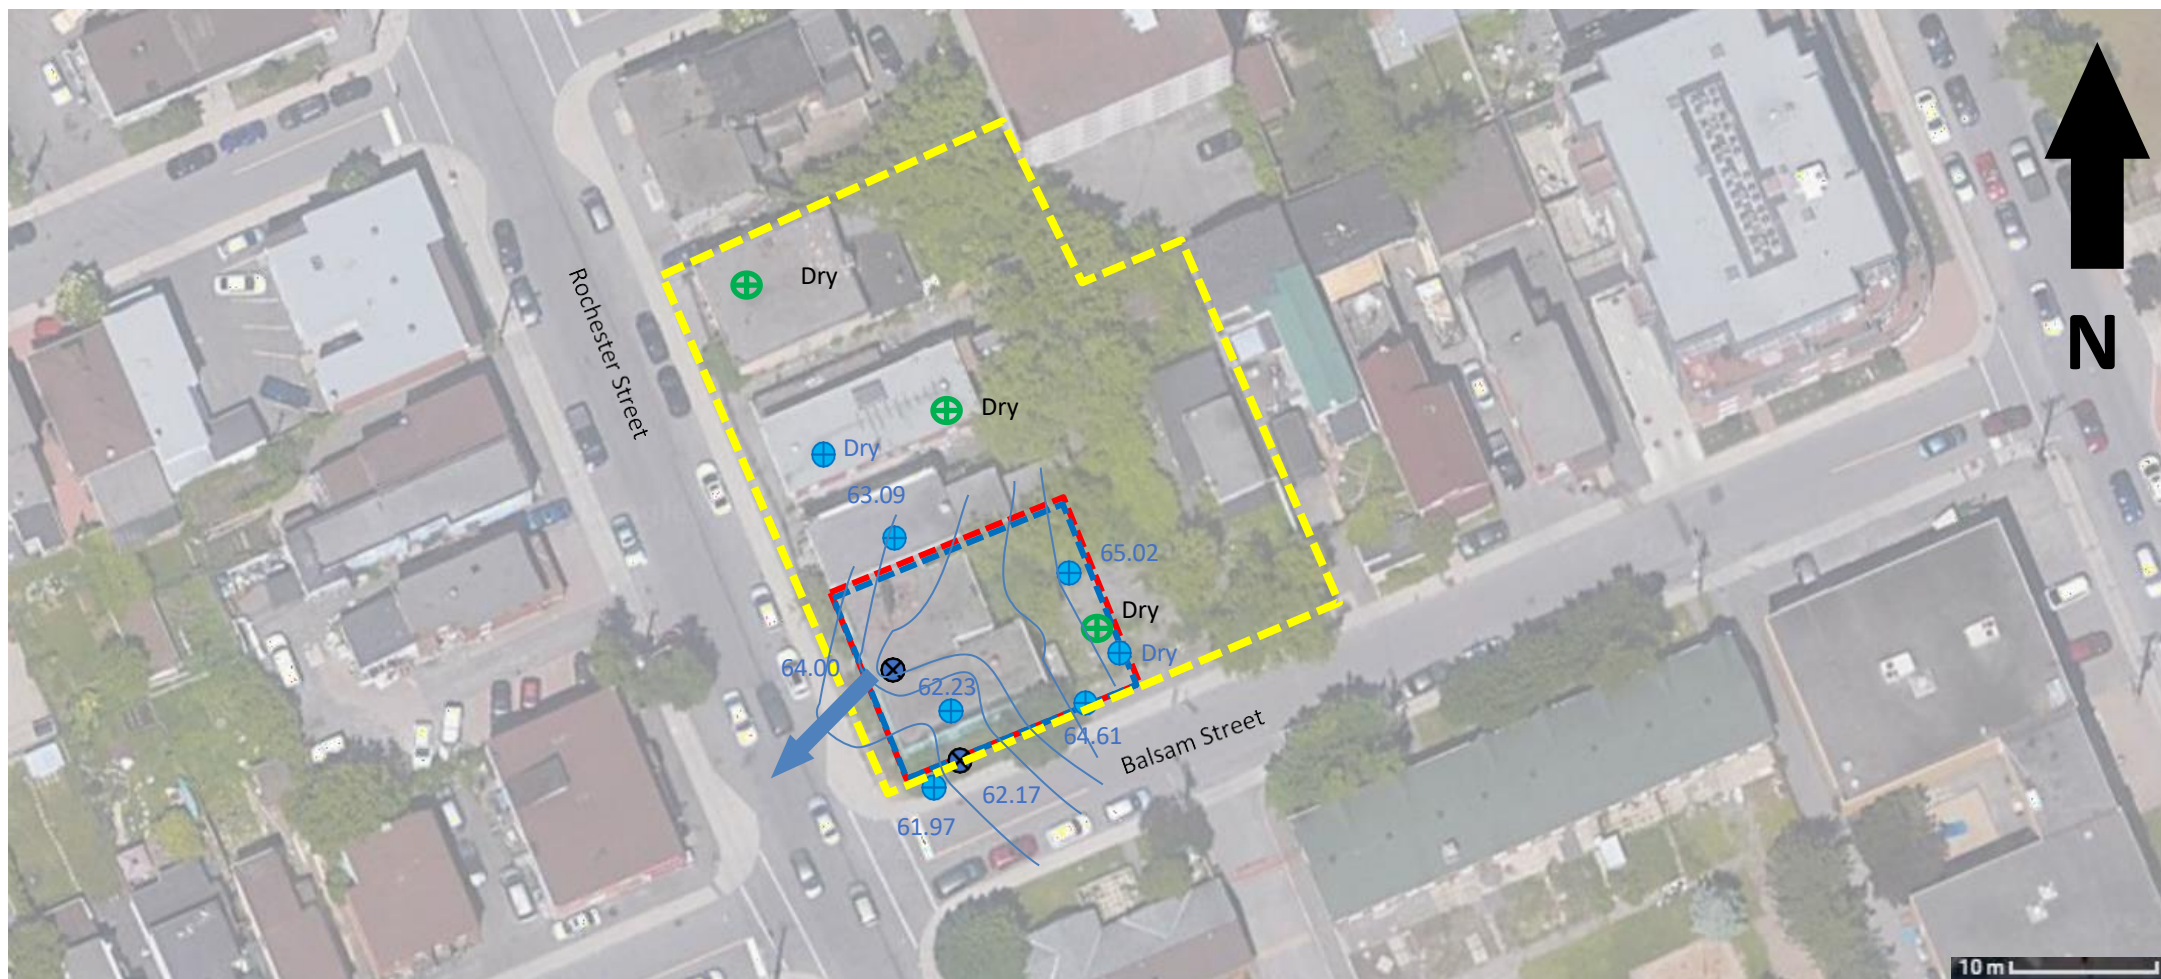 Dry
Rochester Street
N
Dry
Dry
63.09
65.02
Dry
Dry
64.00
62.23
64.61
Balsam Street
62.17
61.97
10 m